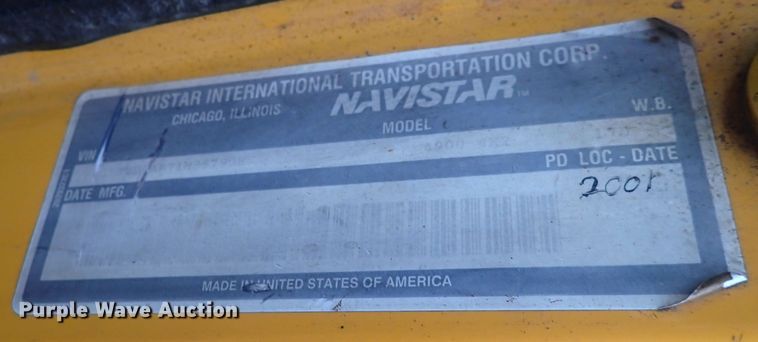 NAVISTAR INTERNATIONAL TRANSPORTATION CORP.
CHICAGO, ILLINOIS NAVISTAR TM
VIN MODEL W.B.
DATE MFG. PD LOC - DATE
2001
MADE IN UNITED STATES OF AMERICA
Purple Wave Auction